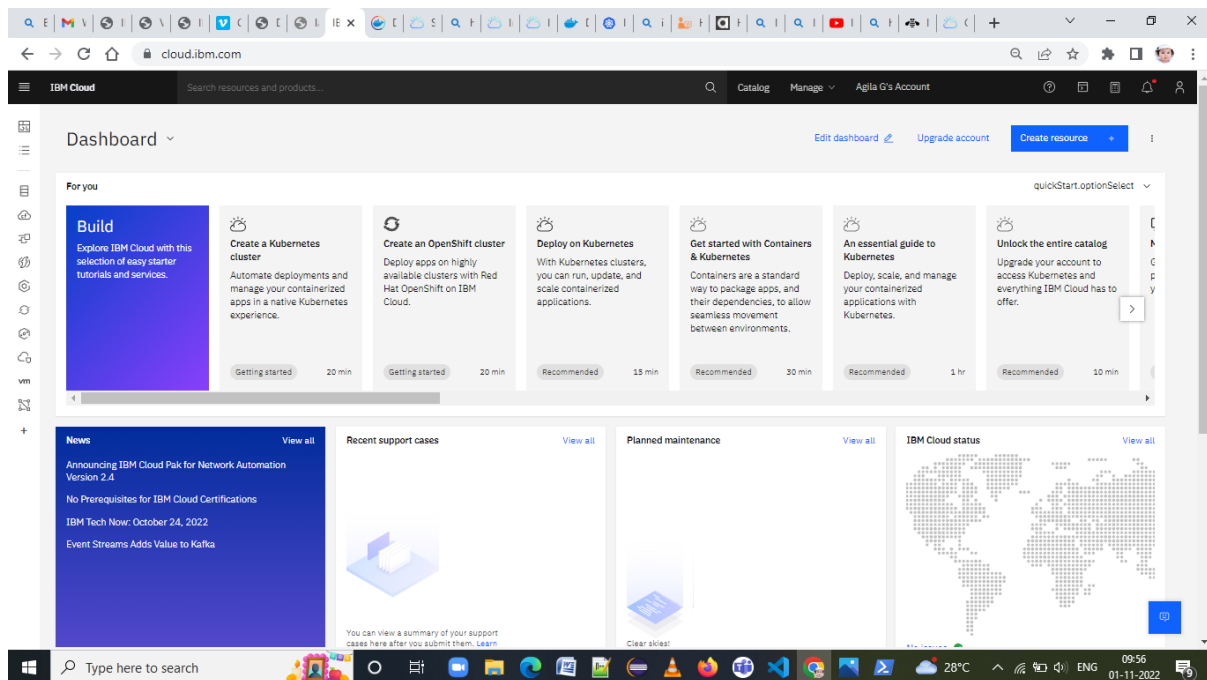 cloud.ibm.com
IBM Cloud
Search resources and products...
Catalog
Manage
Agila G's Account
Dashboard
Edit dashboard
Upgrade account
Create resource +
For you
quickStart.optionSelect
Build
Explore IBM Cloud with this
selection of easy starter
tutorials and services.
Create a Kubernetes
cluster
Automate deployments and
manage your containerized
apps in a native Kubernetes
experience.
Getting started
20 min
Create an OpenShift cluster
Deploy apps on highly
available clusters with Red
Hat OpenShift on IBM
Cloud.
Getting started
20 min
Deploy on Kubernetes
With Kubernetes clusters,
you can run, update, and
scale containerized
applications.
Recommended
15 min
Get started with Containers
& Kubernetes
Containers are a standard
way to package apps, and
their dependencies, to allow
seamless movement
between environments.
Recommended
30 min
An essential guide to
Kubernetes
Deploy, scale, and manage
your containerized
applications with
Kubernetes.
Recommended
1 hr
Unlock the entire catalog
Upgrade your account to
access Kubernetes and
everything IBM Cloud has to
offer.
Recommended
10 min
vm
News
View all
Announcing IBM Cloud Pak for Network Automation
Version 2.4
No Prerequisites for IBM Cloud Certifications
IBM Tech Now: October 24, 2022
Event Streams Adds Value to Kafka
Recent support cases
View all
You can view a summary of your support
cases here after you submit them. Learn
Planned maintenance
View all
Clear skies!
IBM Cloud status
View all
Type here to search
28°C
ENG
09:56
01-11-2022